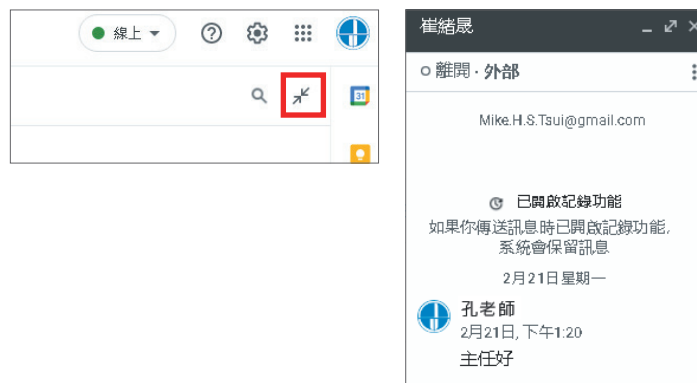 線上
31
崔緒晟
離開 · 外部
Mike.H.S.Tsui@gmail.com
已開啟記錄功能
如果你傳送訊息時已開啟記錄功能,
系統會保留訊息
2月21日星期一
孔老師
2月21日, 下午1:20
主任好